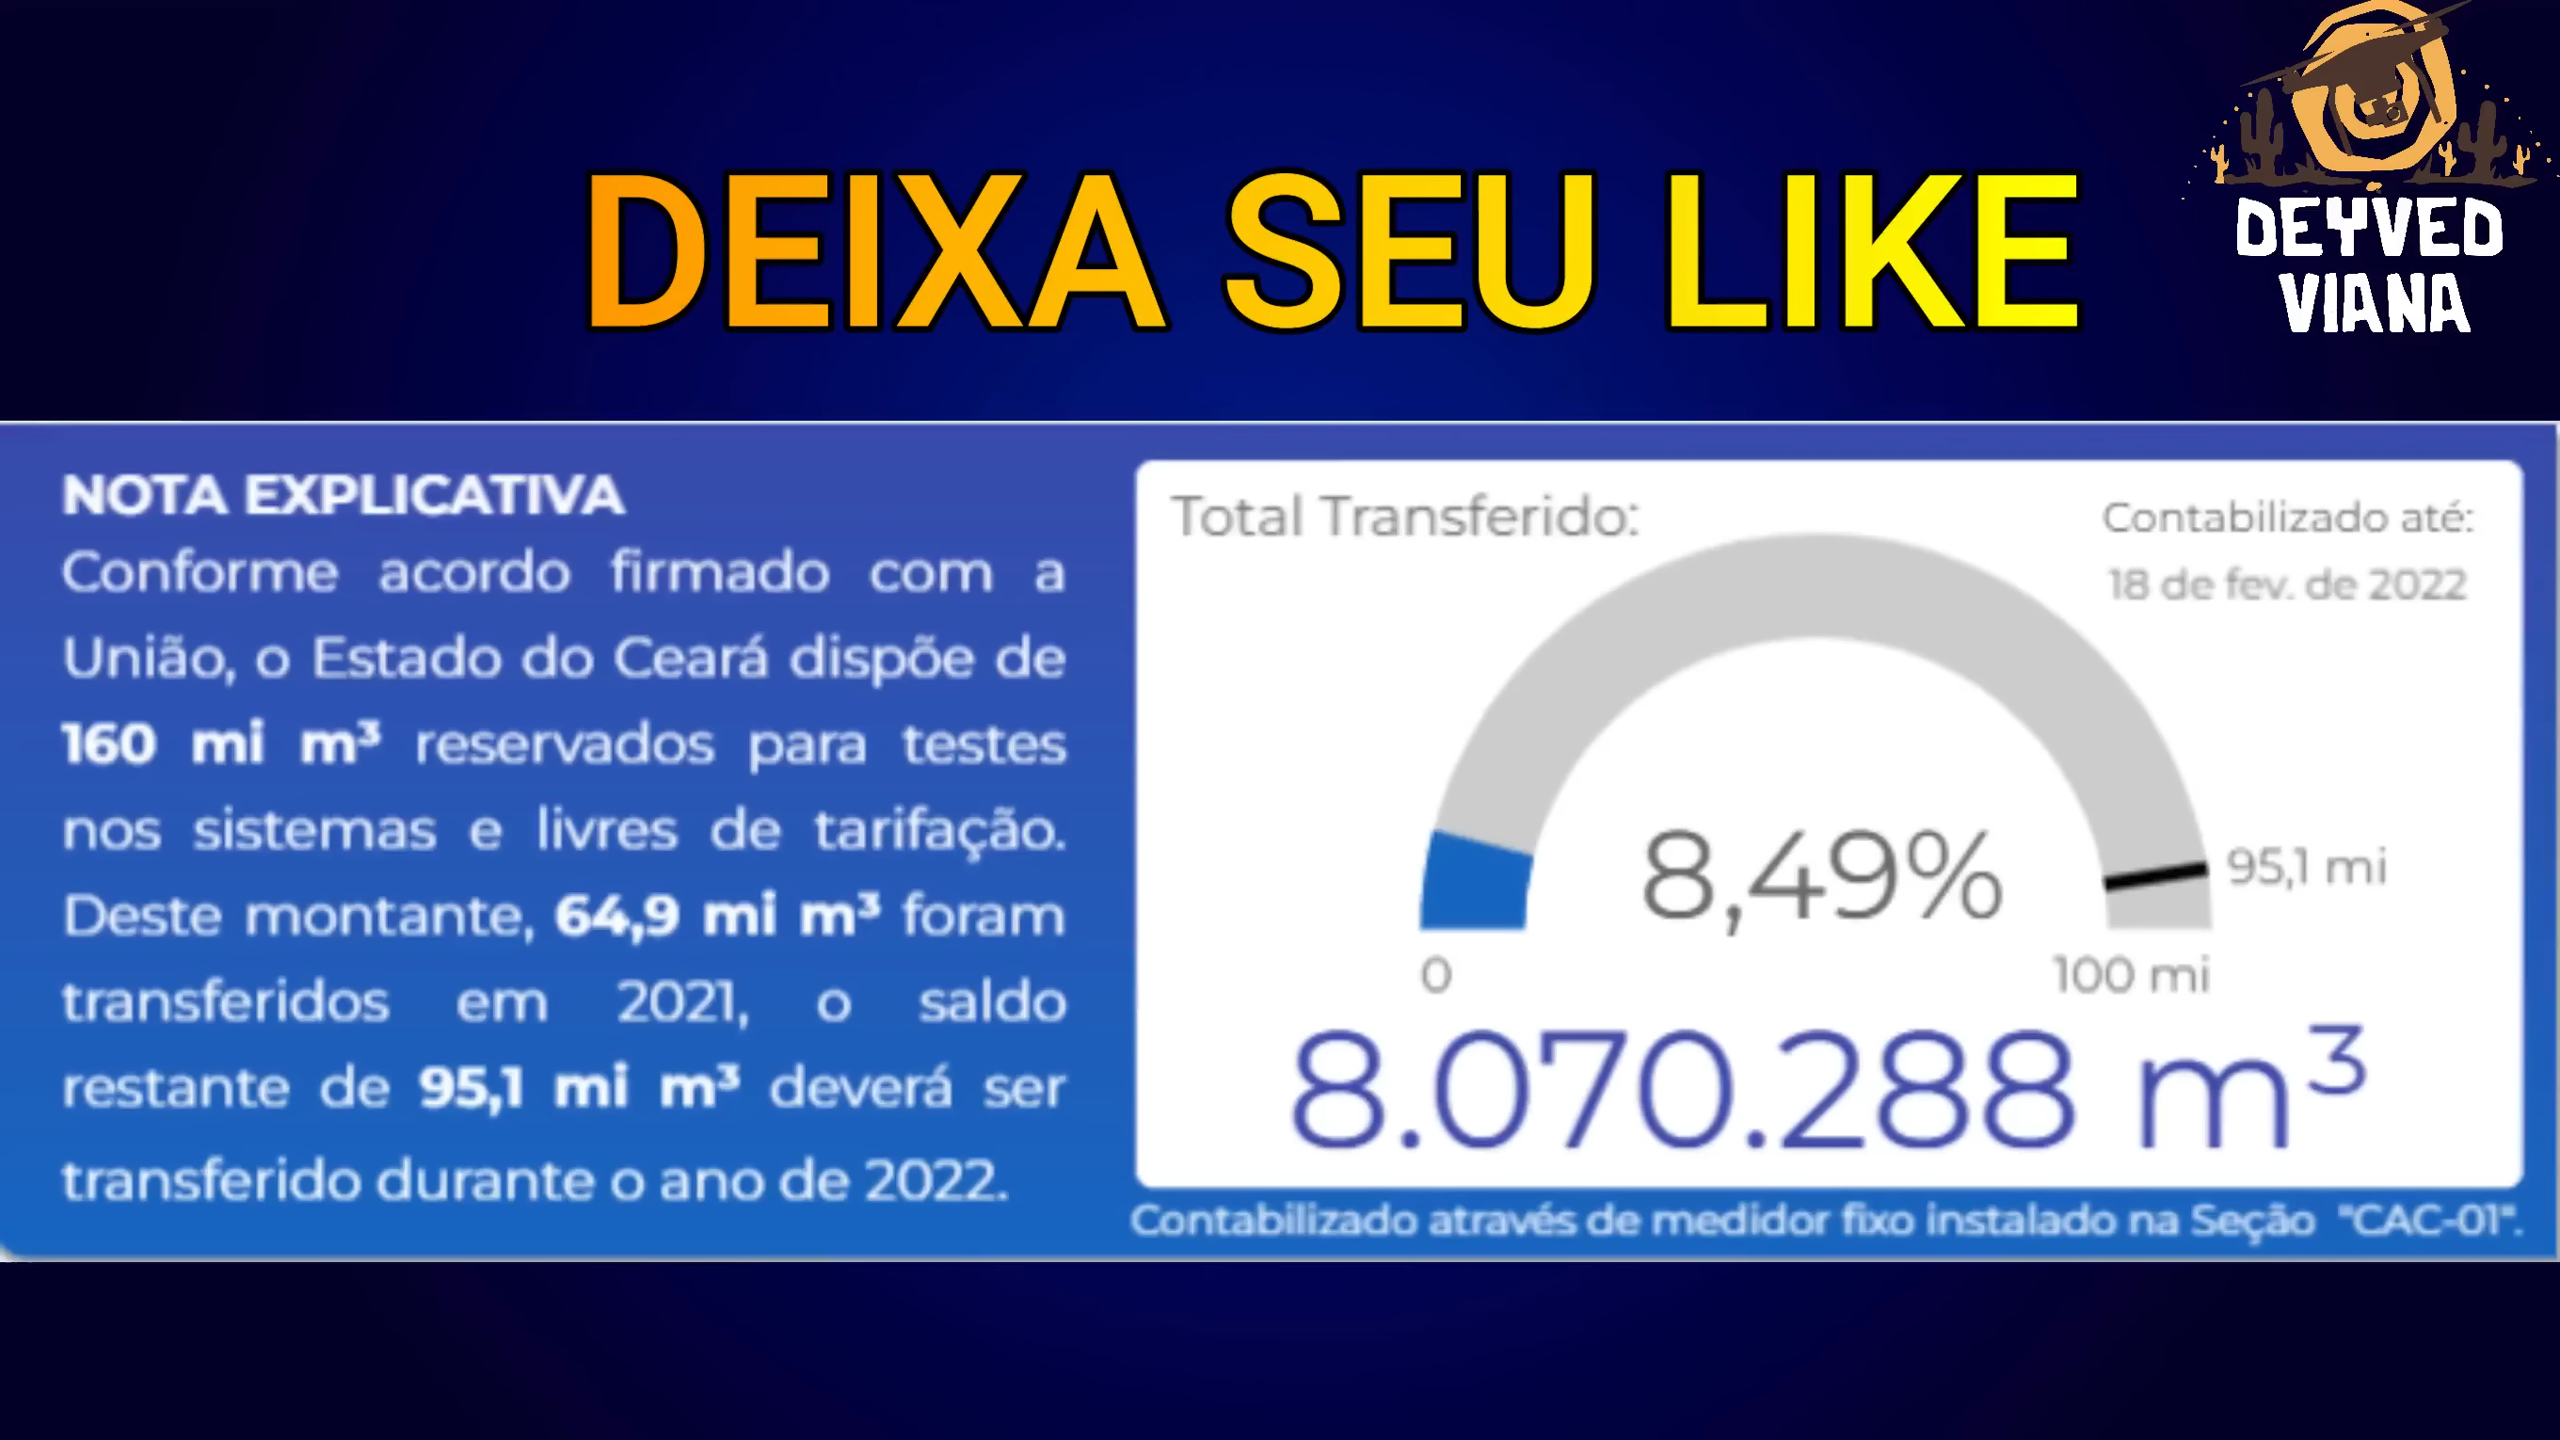 DEIXA SEU LIKE
DEYVED
VIANA
NOTA EXPLICATIVA
Conforme acordo firmado com a
União, o Estado do Ceará dispõe de
160 mi m³ reservados para testes
nos sistemas e livres de tarifação.
Deste montante, 64,9 mi m³ foram
transferidos em 2021, o saldo
restante de 95,1 mi m³ deverá ser
transferido durante o ano de 2022.
Total Transferido:
Contabilizado até:
18 de fev. de 2022
8,49%
95,1 mi
0
100 mi
8.070.288 m³
Contabilizado através de medidor fixo instalado na Seção "CAC-01".